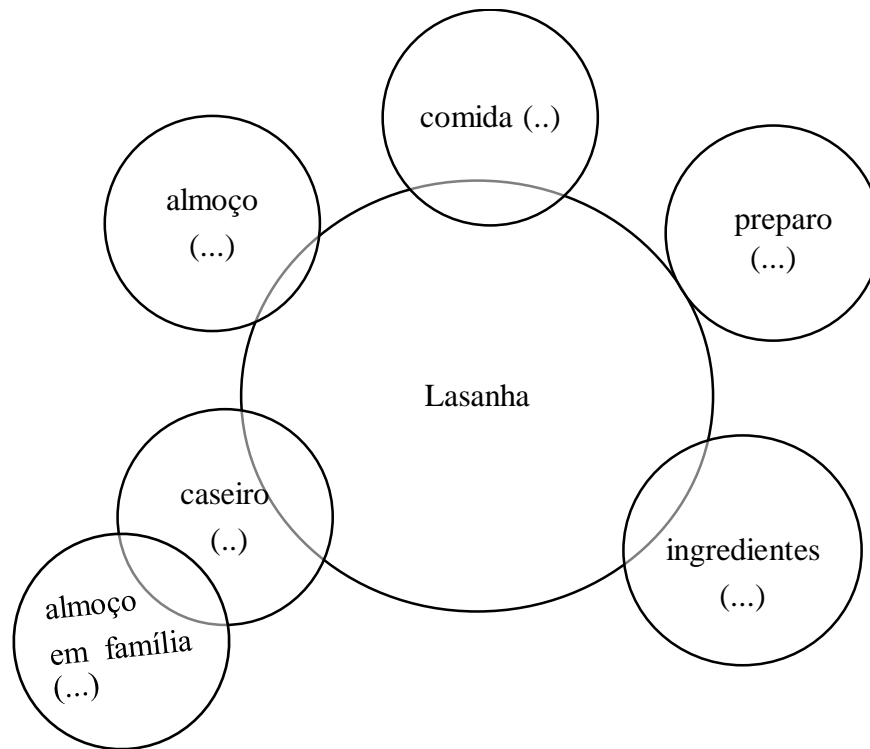 comida (..)
almoço
(...)
preparo
(...)
Lasanha
caseiro
(..)
ingredientes
(...)
almoço
em família
(...)